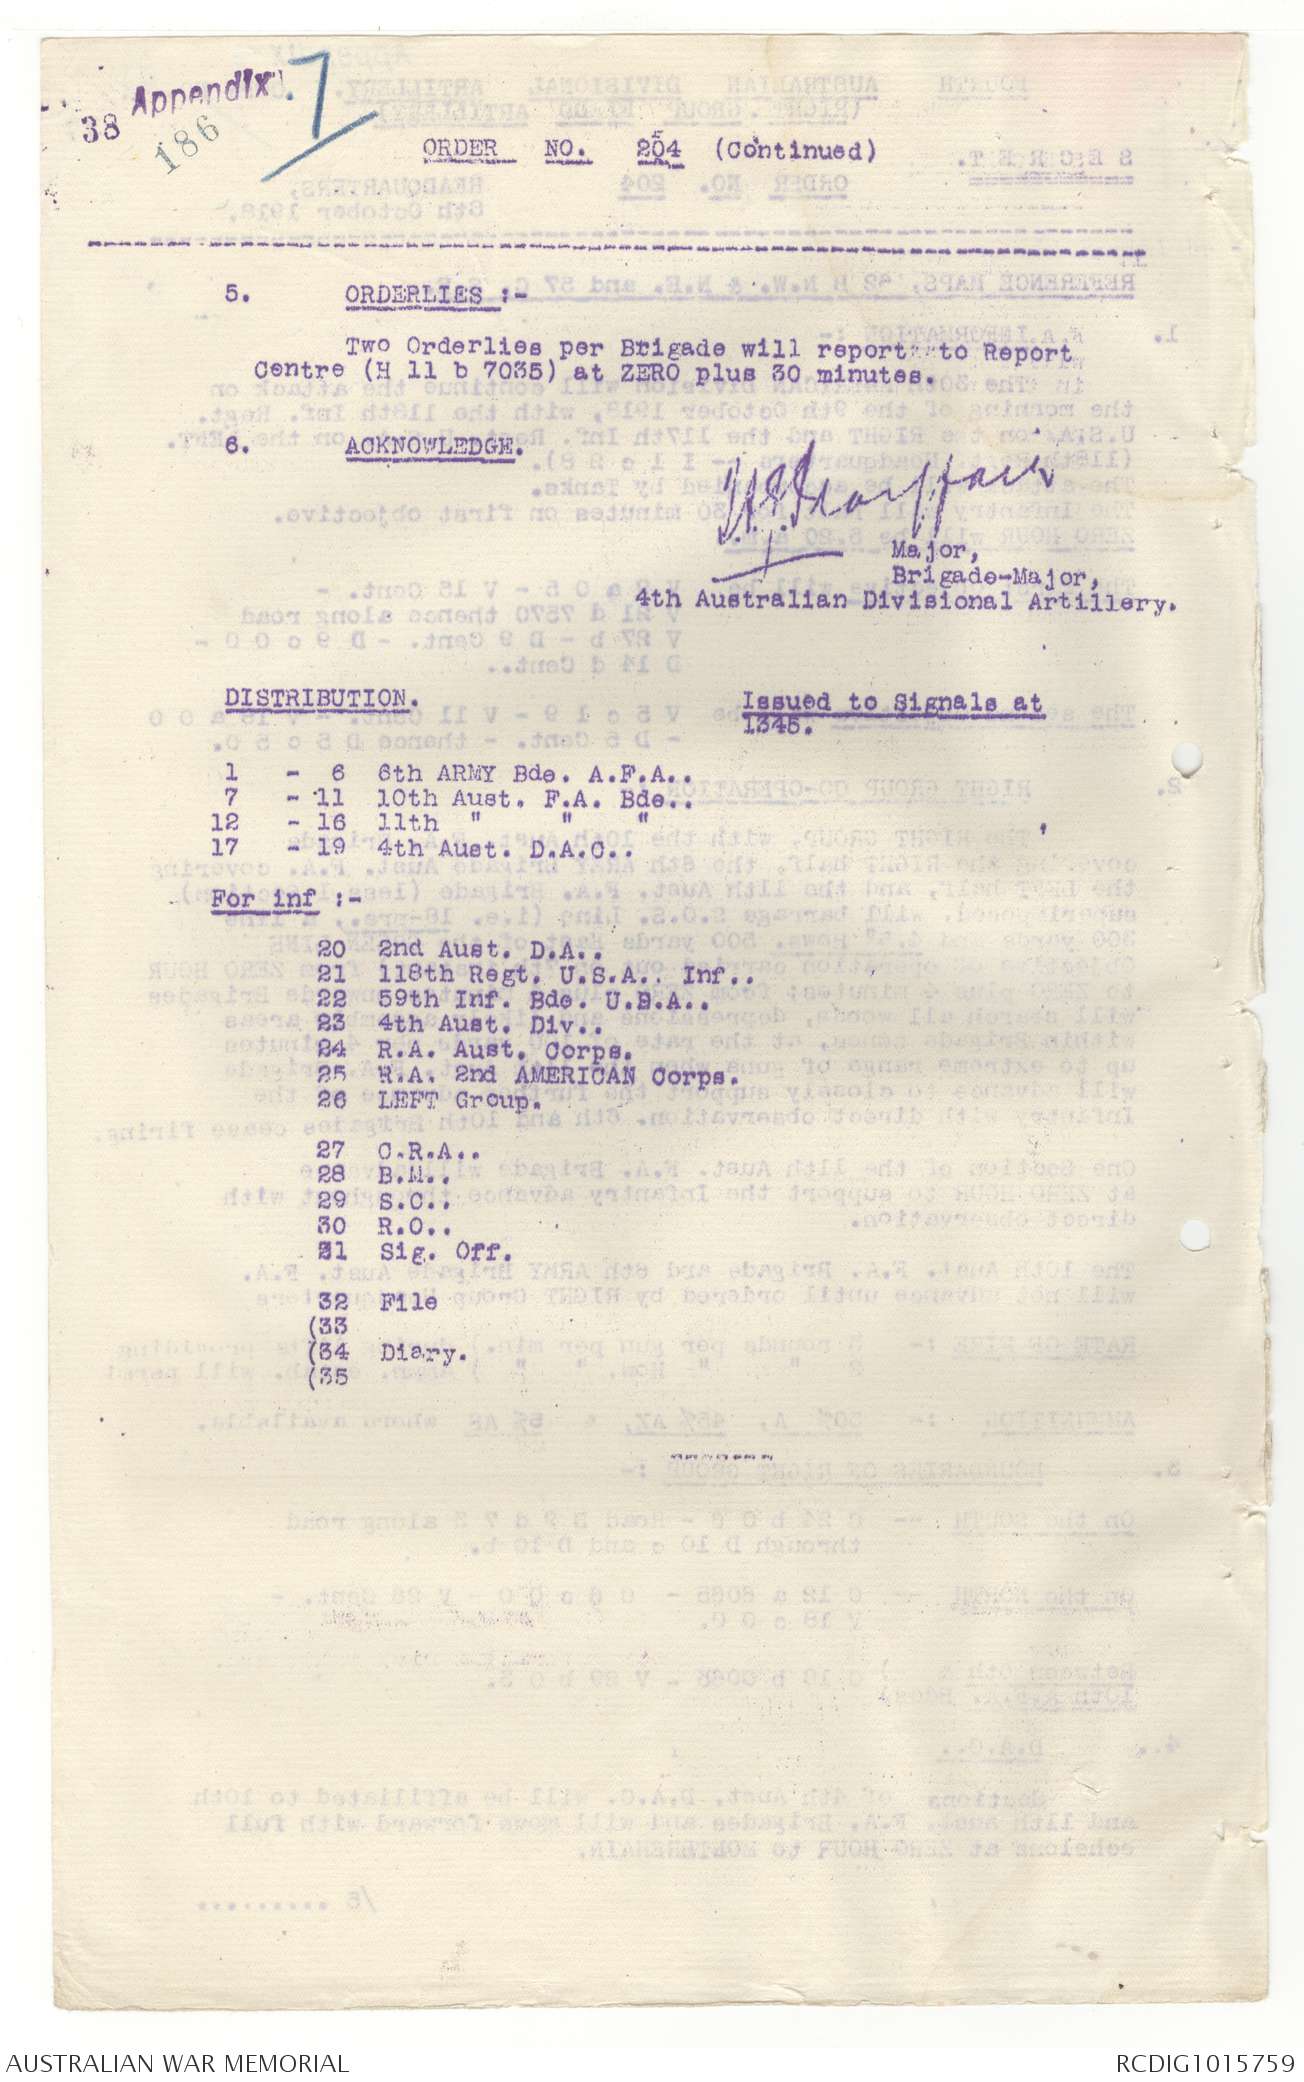 Appendix. 7
38
186
ORDER NO. 204 (Continued)
5. ORDERLIES :-
Two Orderlies per Brigade will report to Report
Centre (H 11 b 7035) at ZERO plus 30 minutes.
6. ACKNOWLEDGE.
Major,
Brigade-Major,
4th Australian Divisional Artillery.
DISTRIBUTION.
Issued to Signals at
1345.
1 - 6 6th ARMY Bde. A.F.A..
7 - 11 10th Aust. F.A. Bde..
12 - 16 11th " " "
17 - 19 4th Aust. D.A.C..
For inf :-
20 2nd Aust. D.A..
21 118th Regt. U.S.A.. Inf..
22 59th Inf. Bde. U.S.A..
23 4th Aust. Div..
24 R.A. Aust. Corps.
25 R.A. 2nd AMERICAN Corps.
26 LEFT Group.
27 C.R.A..
28 B.M..
29 S.C..
30 R.O..
31 Sig. Off.
32 File
(33
(34 Diary.
(35
AUSTRALIAN WAR MEMORIAL
RCDIG1015759